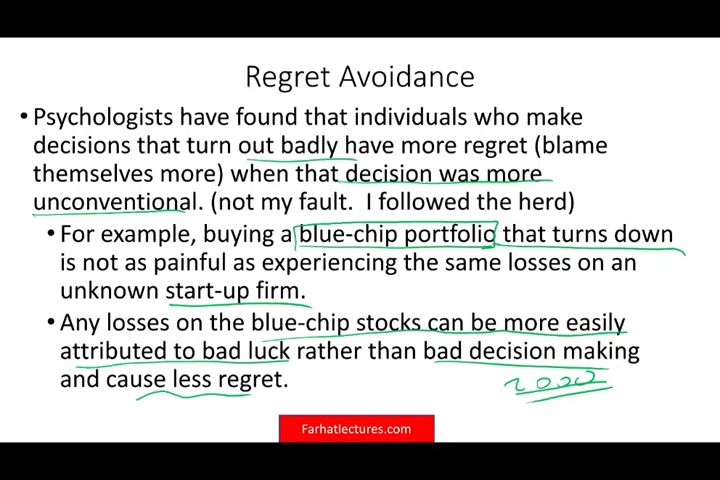 Regret Avoidance
• Psychologists have found that individuals who make
decisions that turn out badly have more regret (blame
themselves more) when that decision was more
unconventional. (not my fault. I followed the herd)
• For example, buying a blue-chip portfolio that turns down
is not as painful as experiencing the same losses on an
unknown start-up firm.
• Any losses on the blue-chip stocks can be more easily
attributed to bad luck rather than bad decision making
and cause less regret.
Farhatlectures.com